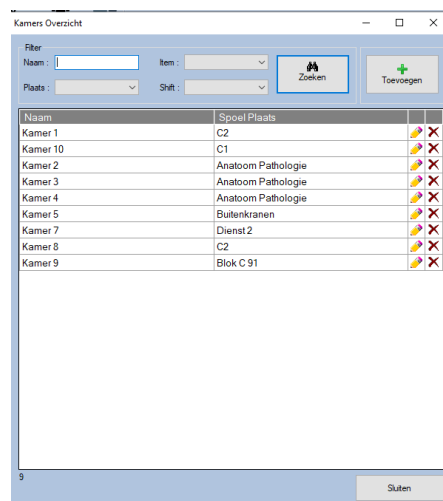 Kamers Overzicht
Filter
Naam : Item : Zoeken Toevoegen
Plaats : Shift :
Naam Spoel Plaats
Kamer 1 C2
Kamer 10 C1
Kamer 2 Anatoom Pathologie
Kamer 3 Anatoom Pathologie
Kamer 4 Anatoom Pathologie
Kamer 5 Buitenkranen
Kamer 7 Dienst 2
Kamer 8 C2
Kamer 9 Blok C 91
9
Sluiten